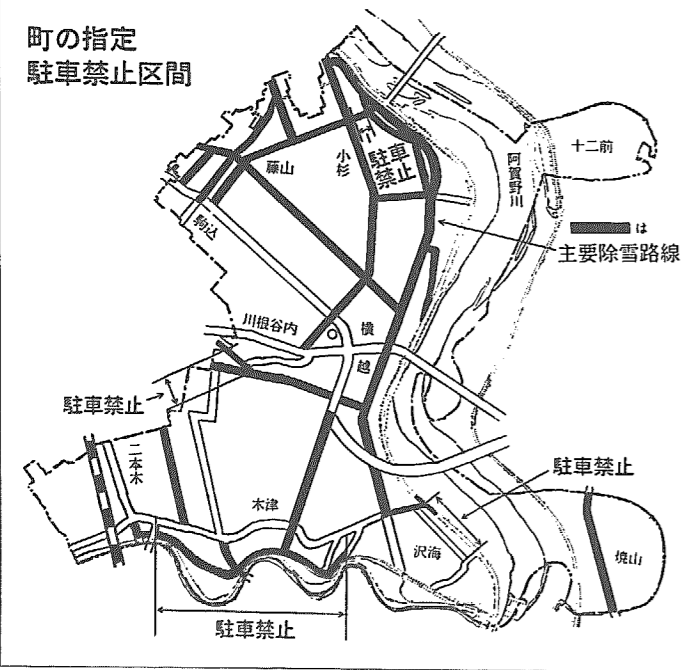 町の指定
駐車禁止区間
十二前
阿賀野川
小杉
駐車
禁止
藤山
駒込
は
主要除雪路線
川根谷内
横越
駐車禁止
二本木
駐車禁止
木津
沢海
焼山
駐車禁止